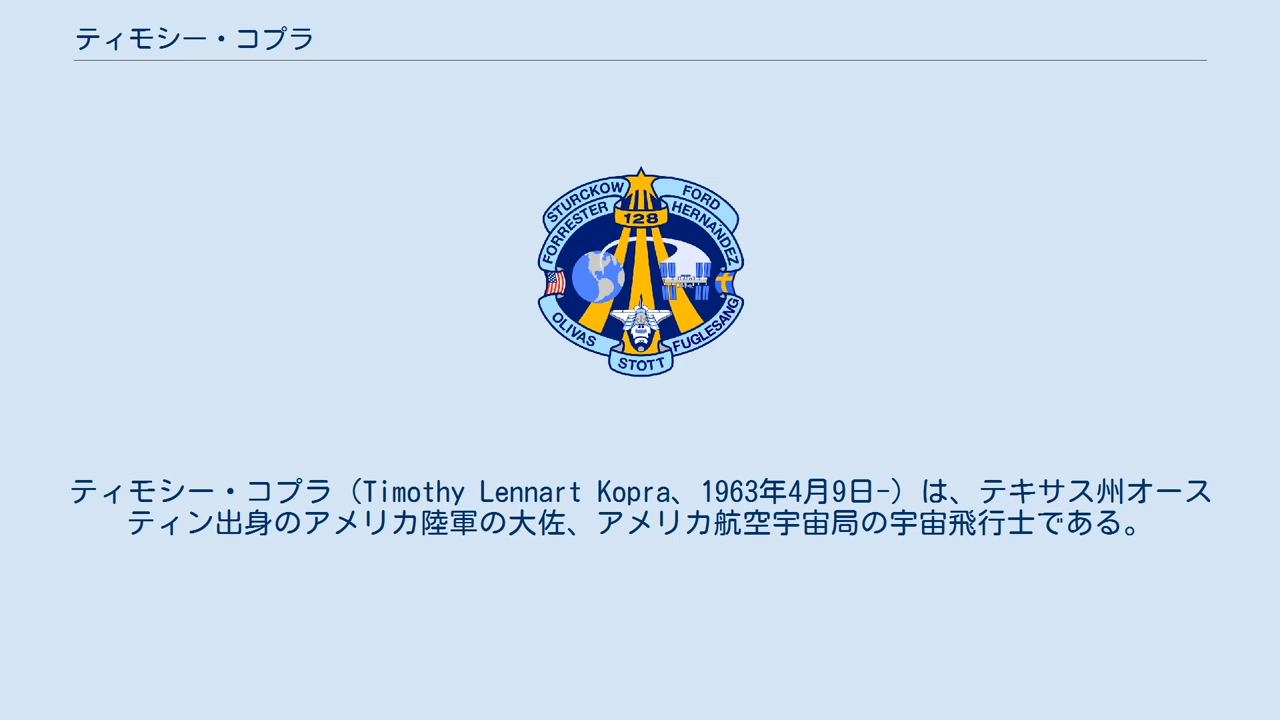 ティモシー・コプラ
STURCKOW
FORD
FORRESTER
128
HERNANDEZ
OLIVAS
FUGLESANG
STOTT
ティモシー・コプラ（Timothy Lennart Kopra、1963年4月9日-）は、テキサス州オース
ティン出身のアメリカ陸軍の大佐、アメリカ航空宇宙局の宇宙飛行士である。